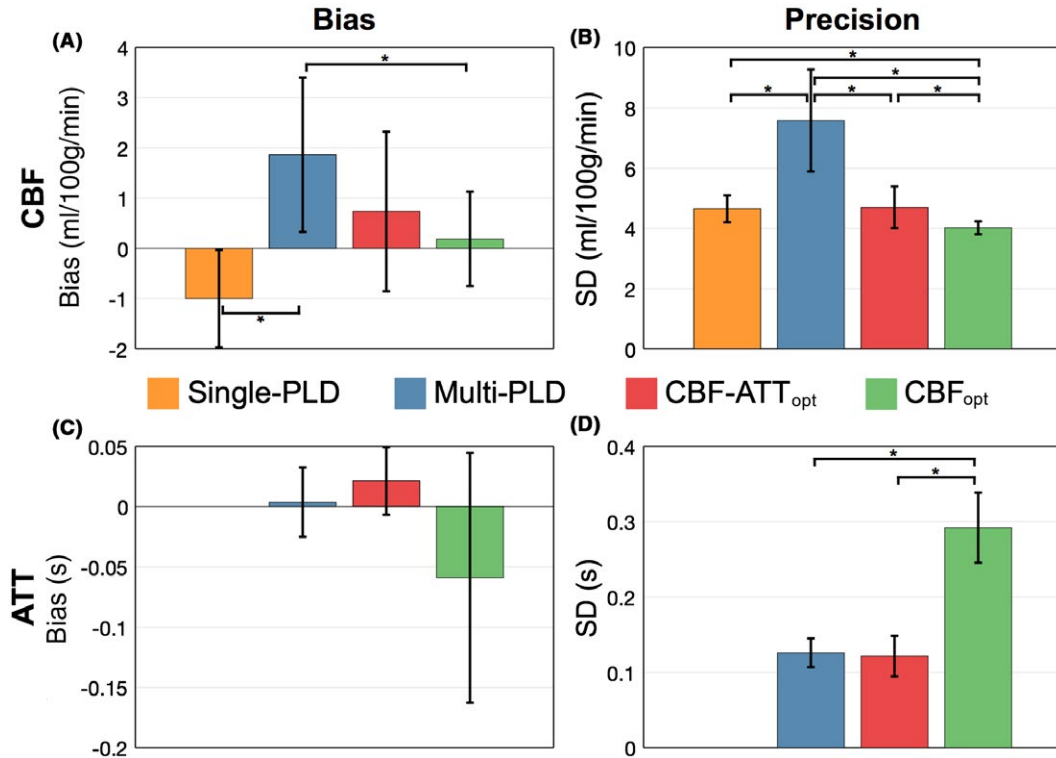 Bias
Precision
(A)
(B)
CBF
Bias (ml/100g/min)
4
3
2
1
0
-1
-2
*
*
SD (ml/100g/min)
10
8
6
4
2
0
*
*
* * *
Single-PLD Multi-PLD CBF-ATTopt CBFopt
(C)
(D)
ATT
Bias (s)
0.05
0
-0.05
-0.1
-0.15
-0.2
SD (s)
0.4
0.3
0.2
0.1
0
*
*